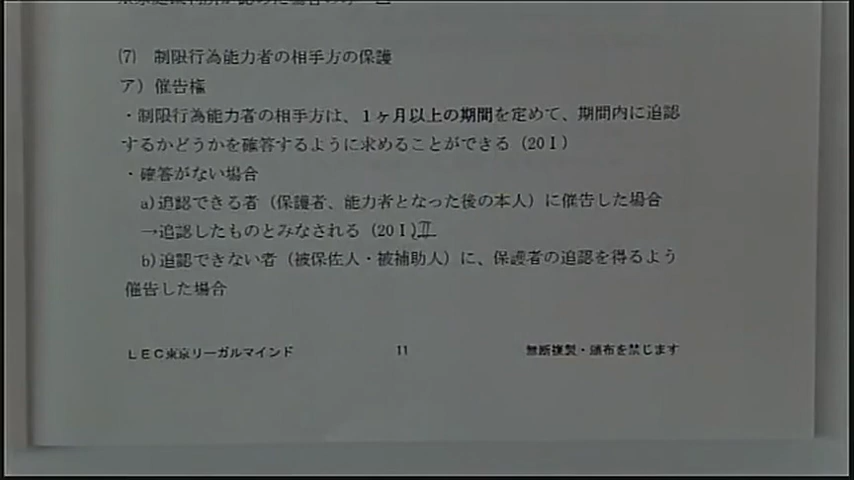 (7) 制限行為能力者の相手方の保護
ア）催告権
・制限行為能力者の相手方は、１ヶ月以上の期間を定めて、期間内に追認
するかどうかを確答するように求めることができる（20Ⅰ）
・確答がない場合
a)追認できる者（保護者、能力者となった後の本人）に催告した場合
→追認したものとみなされる（20Ⅰ)Ⅱ
b)追認できない者（被保佐人・被補助人）に、保護者の追認を得るよう
催告した場合
ＬＥＣ東京リーガルマインド
11
無断複製・頒布を禁じます